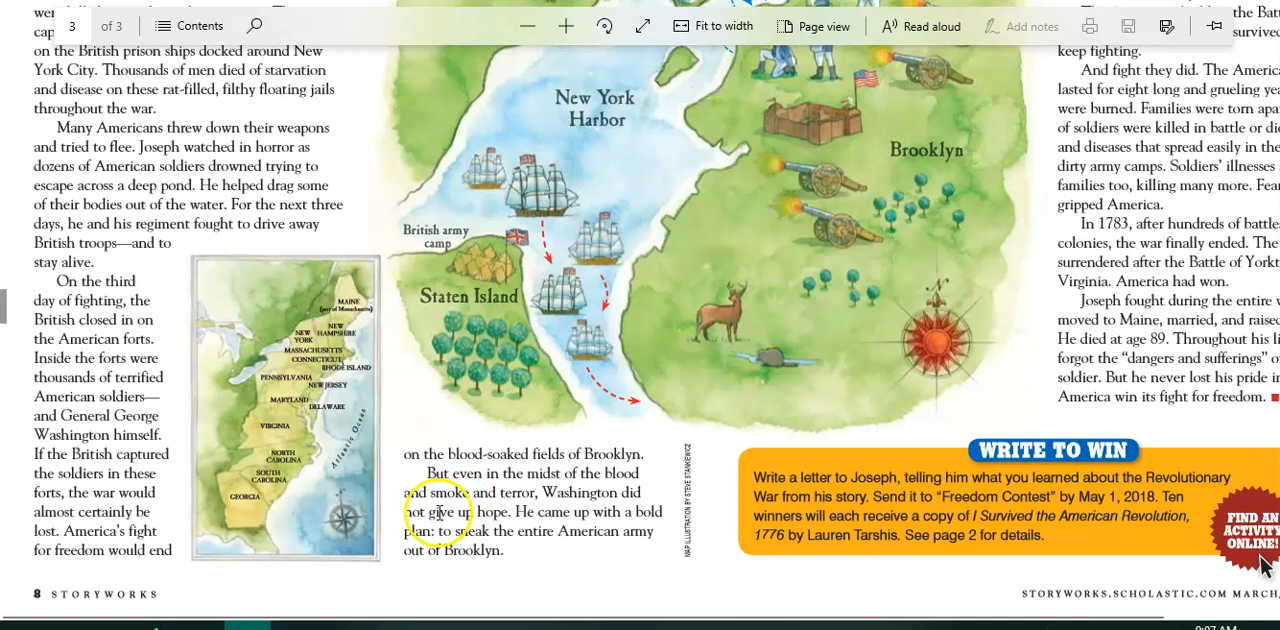 3 of 3 Contents Fit to width Page view Read aloud Add notes
on the British prison ships docked around New
York City. Thousands of men died of starvation
and disease on these rat-filled, filthy floating jails
throughout the war.
Many Americans threw down their weapons
and tried to flee. Joseph watched in horror as
dozens of American soldiers drowned trying to
escape across a deep pond. He helped drag some
of their bodies out of the water. For the next three
days, he and his regiment fought to drive away
British troops—and to
stay alive.
On the third
day of fighting, the
British closed in on
the American forts.
Inside the forts were
thousands of terrified
American soldiers—
and General George
Washington himself.
If the British captured
the soldiers in these
forts, the war would
almost certainly be
lost. America's fight
for freedom would end
MAINE
[part of Massachusetts]
NEW
HAMPSHIRE
NEW
YORK
MASSACHUSETTS
CONNECTICUT
RHODE ISLAND
PENNSYLVANIA
NEW JERSEY
MARYLAND
DELAWARE
VIRGINIA
Atlantic Ocean
NORTH
CAROLINA
SOUTH
CAROLINA
GEORGIA
New York
Harbor
Brooklyn
British army
camp
Staten Island
N
on the blood-soaked fields of Brooklyn.
But even in the midst of the blood
and smoke and terror, Washington did
not give up hope. He came up with a bold
plan: to sneak the entire American army
out of Brooklyn.
MAP ILLUSTRATION BY STEVE STANKIEWICZ
the Bat
survived
keep fighting.
And fight they did. The America
lasted for eight long and grueling yea
were burned. Families were torn apa
of soldiers were killed in battle or di
and diseases that spread easily in the
dirty army camps. Soldiers' illnesses
families too, killing many more. Fea
gripped America.
In 1783, after hundreds of battle
colonies, the war finally ended. The
surrendered after the Battle of Yorkt
Virginia. America had won.
Joseph fought during the entire w
moved to Maine, married, and raised
He died at age 89. Throughout his li
forgot the "dangers and sufferings" o
soldier. But he never lost his pride in
America win its fight for freedom.
WRITE TO WIN
Write a letter to Joseph, telling him what you learned about the Revolutionary
War from his story. Send it to "Freedom Contest" by May 1, 2018. Ten
winners will each receive a copy of I Survived the American Revolution,
1776 by Lauren Tarshis. See page 2 for details.
FIND AN
ACTIVITY
ONLINE!
8 STORYWORKS
STORYWORKS.SCHOLASTIC.COM MARCH/